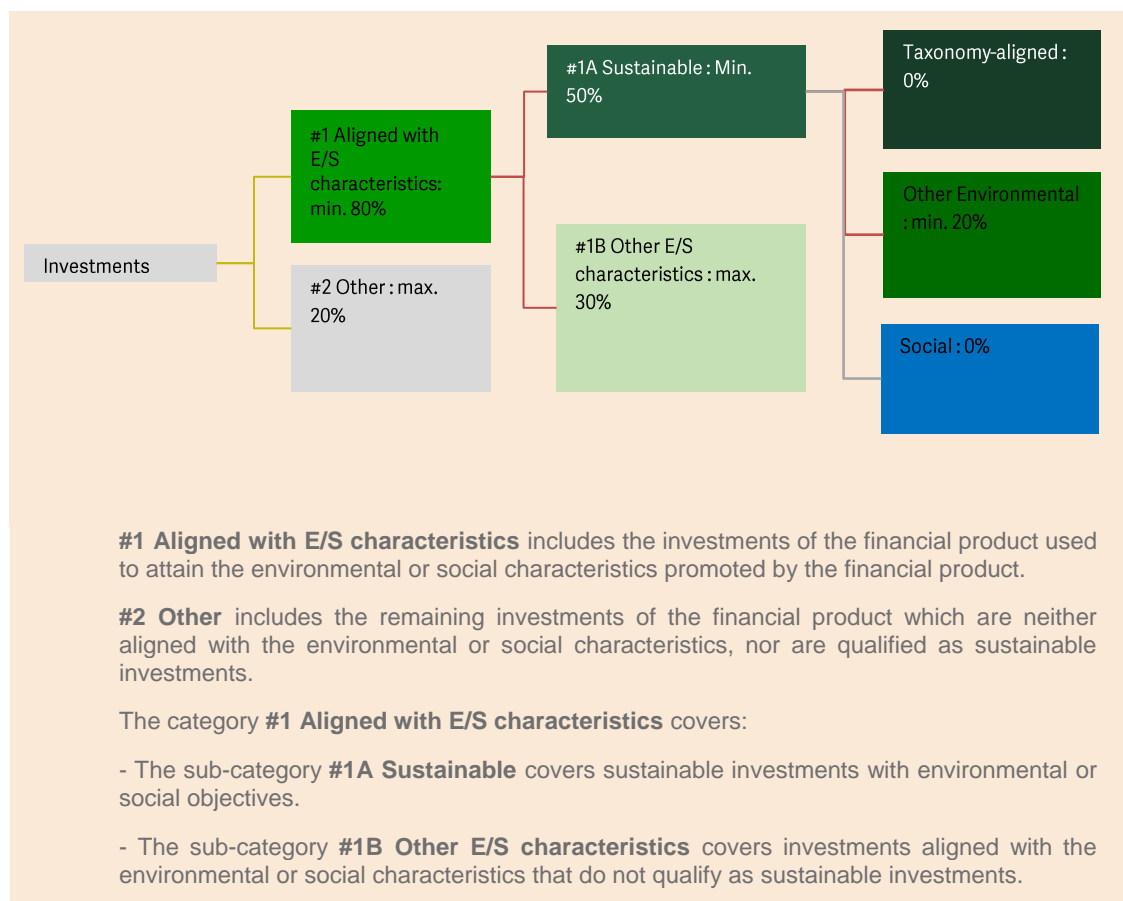 Investments
#1 Aligned with
E/S
characteristics:
min. 80%
#2 Other : max.
20%
#1A Sustainable : Min.
50%
#1B Other E/S
characteristics : max.
30%
Taxonomy-aligned :
0%
Other Environmental
: min. 20%
Social : 0%
#1 Aligned with E/S characteristics includes the investments of the financial product used
to attain the environmental or social characteristics promoted by the financial product.
#2 Other includes the remaining investments of the financial product which are neither
aligned with the environmental or social characteristics, nor are qualified as sustainable
investments.
The category #1 Aligned with E/S characteristics covers:
- The sub-category #1A Sustainable covers sustainable investments with environmental or
social objectives.
- The sub-category #1B Other E/S characteristics covers investments aligned with the
environmental or social characteristics that do not qualify as sustainable investments.